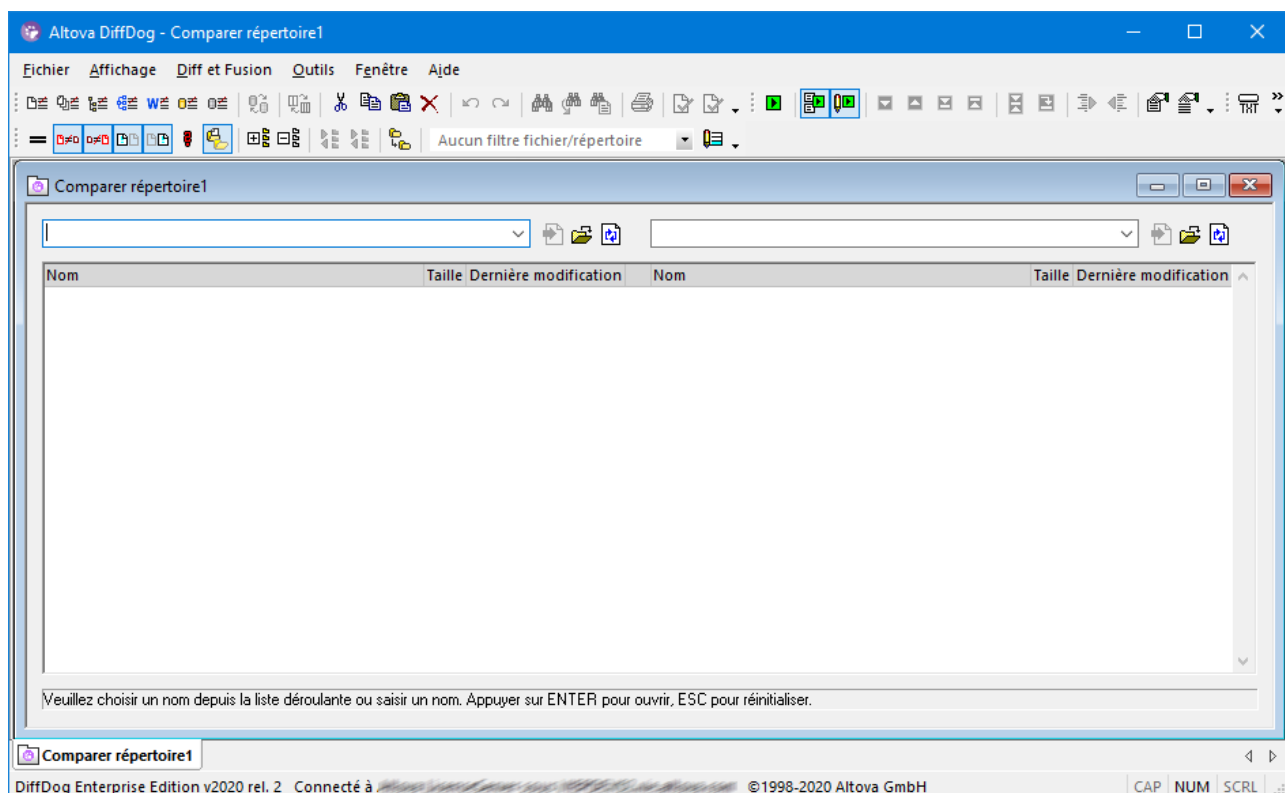 Altova DiffDog - Comparer répertoire1
Fichier Affichage Diff et Fusion Outils Fenêtre Aide
Aucun filtre fichier/répertoire
Comparer répertoire1
Nom Taille Dernière modification Nom Taille Dernière modification
Veuillez choisir un nom depuis la liste déroulante ou saisir un nom. Appuyer sur ENTER pour ouvrir, ESC pour réinitialiser.
Comparer répertoire1
DiffDog Enterprise Edition v2020 rel. 2 Connecté à ©1998-2020 Altova GmbH CAP NUM SCRL